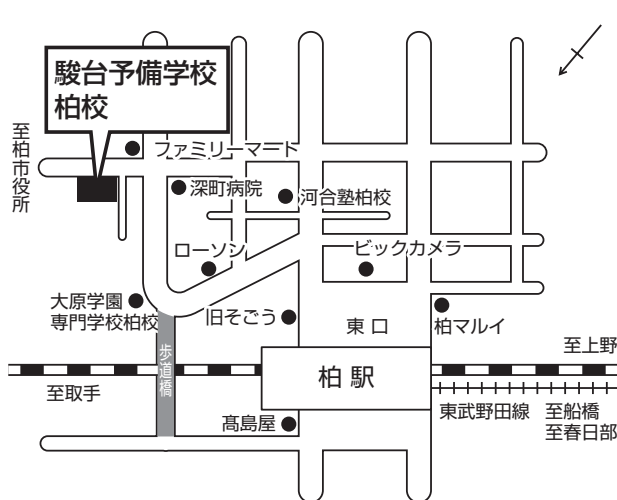 駿台予備学校
柏校
至柏市役所
ファミリーマート
深町病院
河合塾柏校
ローソン
ビックカメラ
大原学園
専門学校柏校
旧そごう
東口
柏マルイ
歩道橋
至上野
柏駅
至取手
東武野田線
至船橋
至春日部
髙島屋